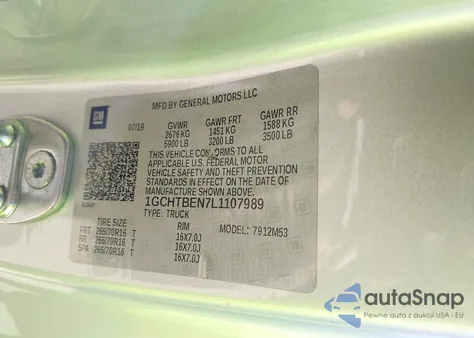 GM
MFD BY GENERAL MOTORS LLC
07/19 GVWR GAWR FRT GAWR RR
2676 KG 1451 KG 1588 KG
5900 LB 3200 LB 3500 LB
THIS VEHICLE CONFORMS TO ALL
APPLICABLE U.S. FEDERAL MOTOR
VEHICLE SAFETY AND THEFT PREVENTION
STANDARDS IN EFFECT ON THE DATE OF
MANUFACTURE SHOWN ABOVE.
1GCHTBEN7L1107989
TYPE: TRUCK
MODEL: 7912M53
TIRE SIZE RIM
FRT 265/70R16 T 16X7.0J
RR 265/70R16 T 16X7.0J
SPA 265/70R16 T 16X7.0J
autoSnap
Pewne auta z aukcji USA i EU